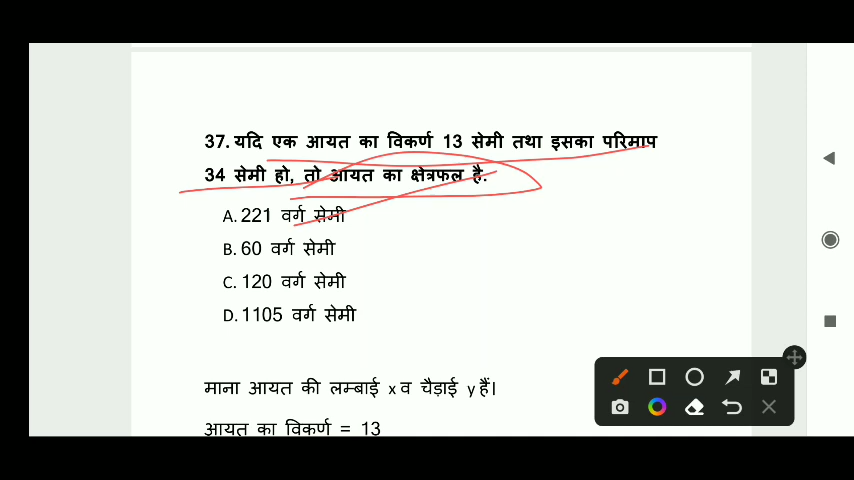 37. यदि एक आयत का विकर्ण 13 सेमी तथा इसका परिमाप
34 सेमी हो, तो आयत का क्षेत्रफल है.
A. 221 वर्ग सेमी
B. 60 वर्ग सेमी
C. 120 वर्ग सेमी
D. 1105 वर्ग सेमी
माना आयत की लम्बाई x व चैड़ाई y हैं।
आयत का विकर्ण = 13